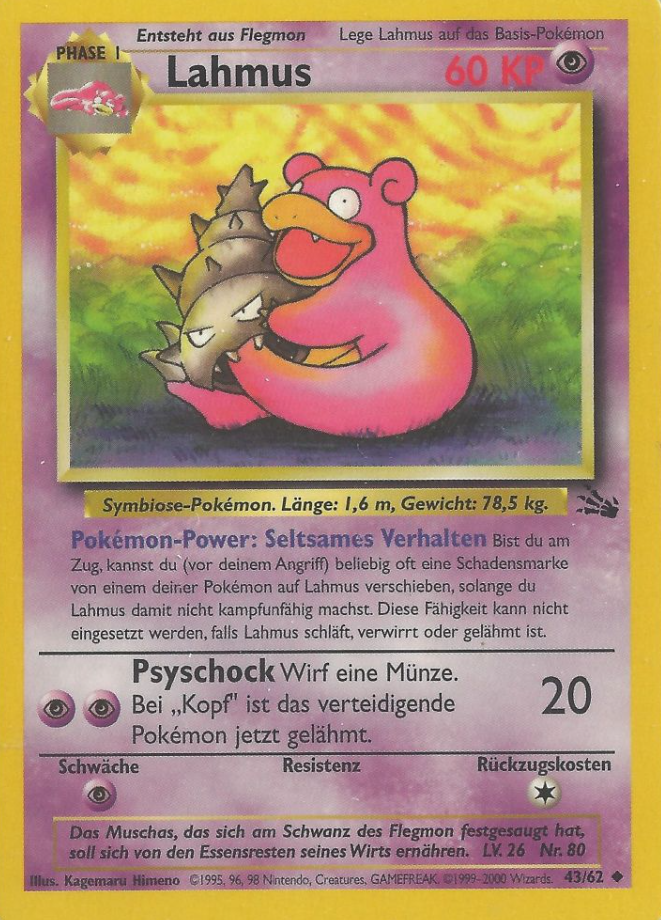 Entsteht aus Flegmon Lege Lahmus auf das Basis-Pokémon
PHASE 1
Lahmus 60 KP
Symbiose-Pokémon. Länge: 1,6 m, Gewicht: 78,5 kg.
Pokémon-Power: Seltsames Verhalten Bist du am
Zug, kannst du (vor deinem Angriff) beliebig oft eine Schadensmarke
von einem deiner Pokémon auf Lahmus verschieben, solange du
Lahmus damit nicht kampfunfähig machst. Diese Fähigkeit kann nicht
eingesetzt werden, falls Lahmus schläft, verwirrt oder gelähmt ist.
Psyschock Wirf eine Münze.
Bei „Kopf" ist das verteidigende
Pokémon jetzt gelähmt.
20
Schwäche Resistenz Rückzugskosten
Das Muschas, das sich am Schwanz des Flegmon festgesaugt hat,
soll sich von den Essensresten seines Wirts ernähren. LV. 26 Nr. 80
Illus. Kagemaru Himeno ©1995, 96, 98 Nintendo, Creatures, GAMEFREAK. ©1999-2000 Wizards. 43/62